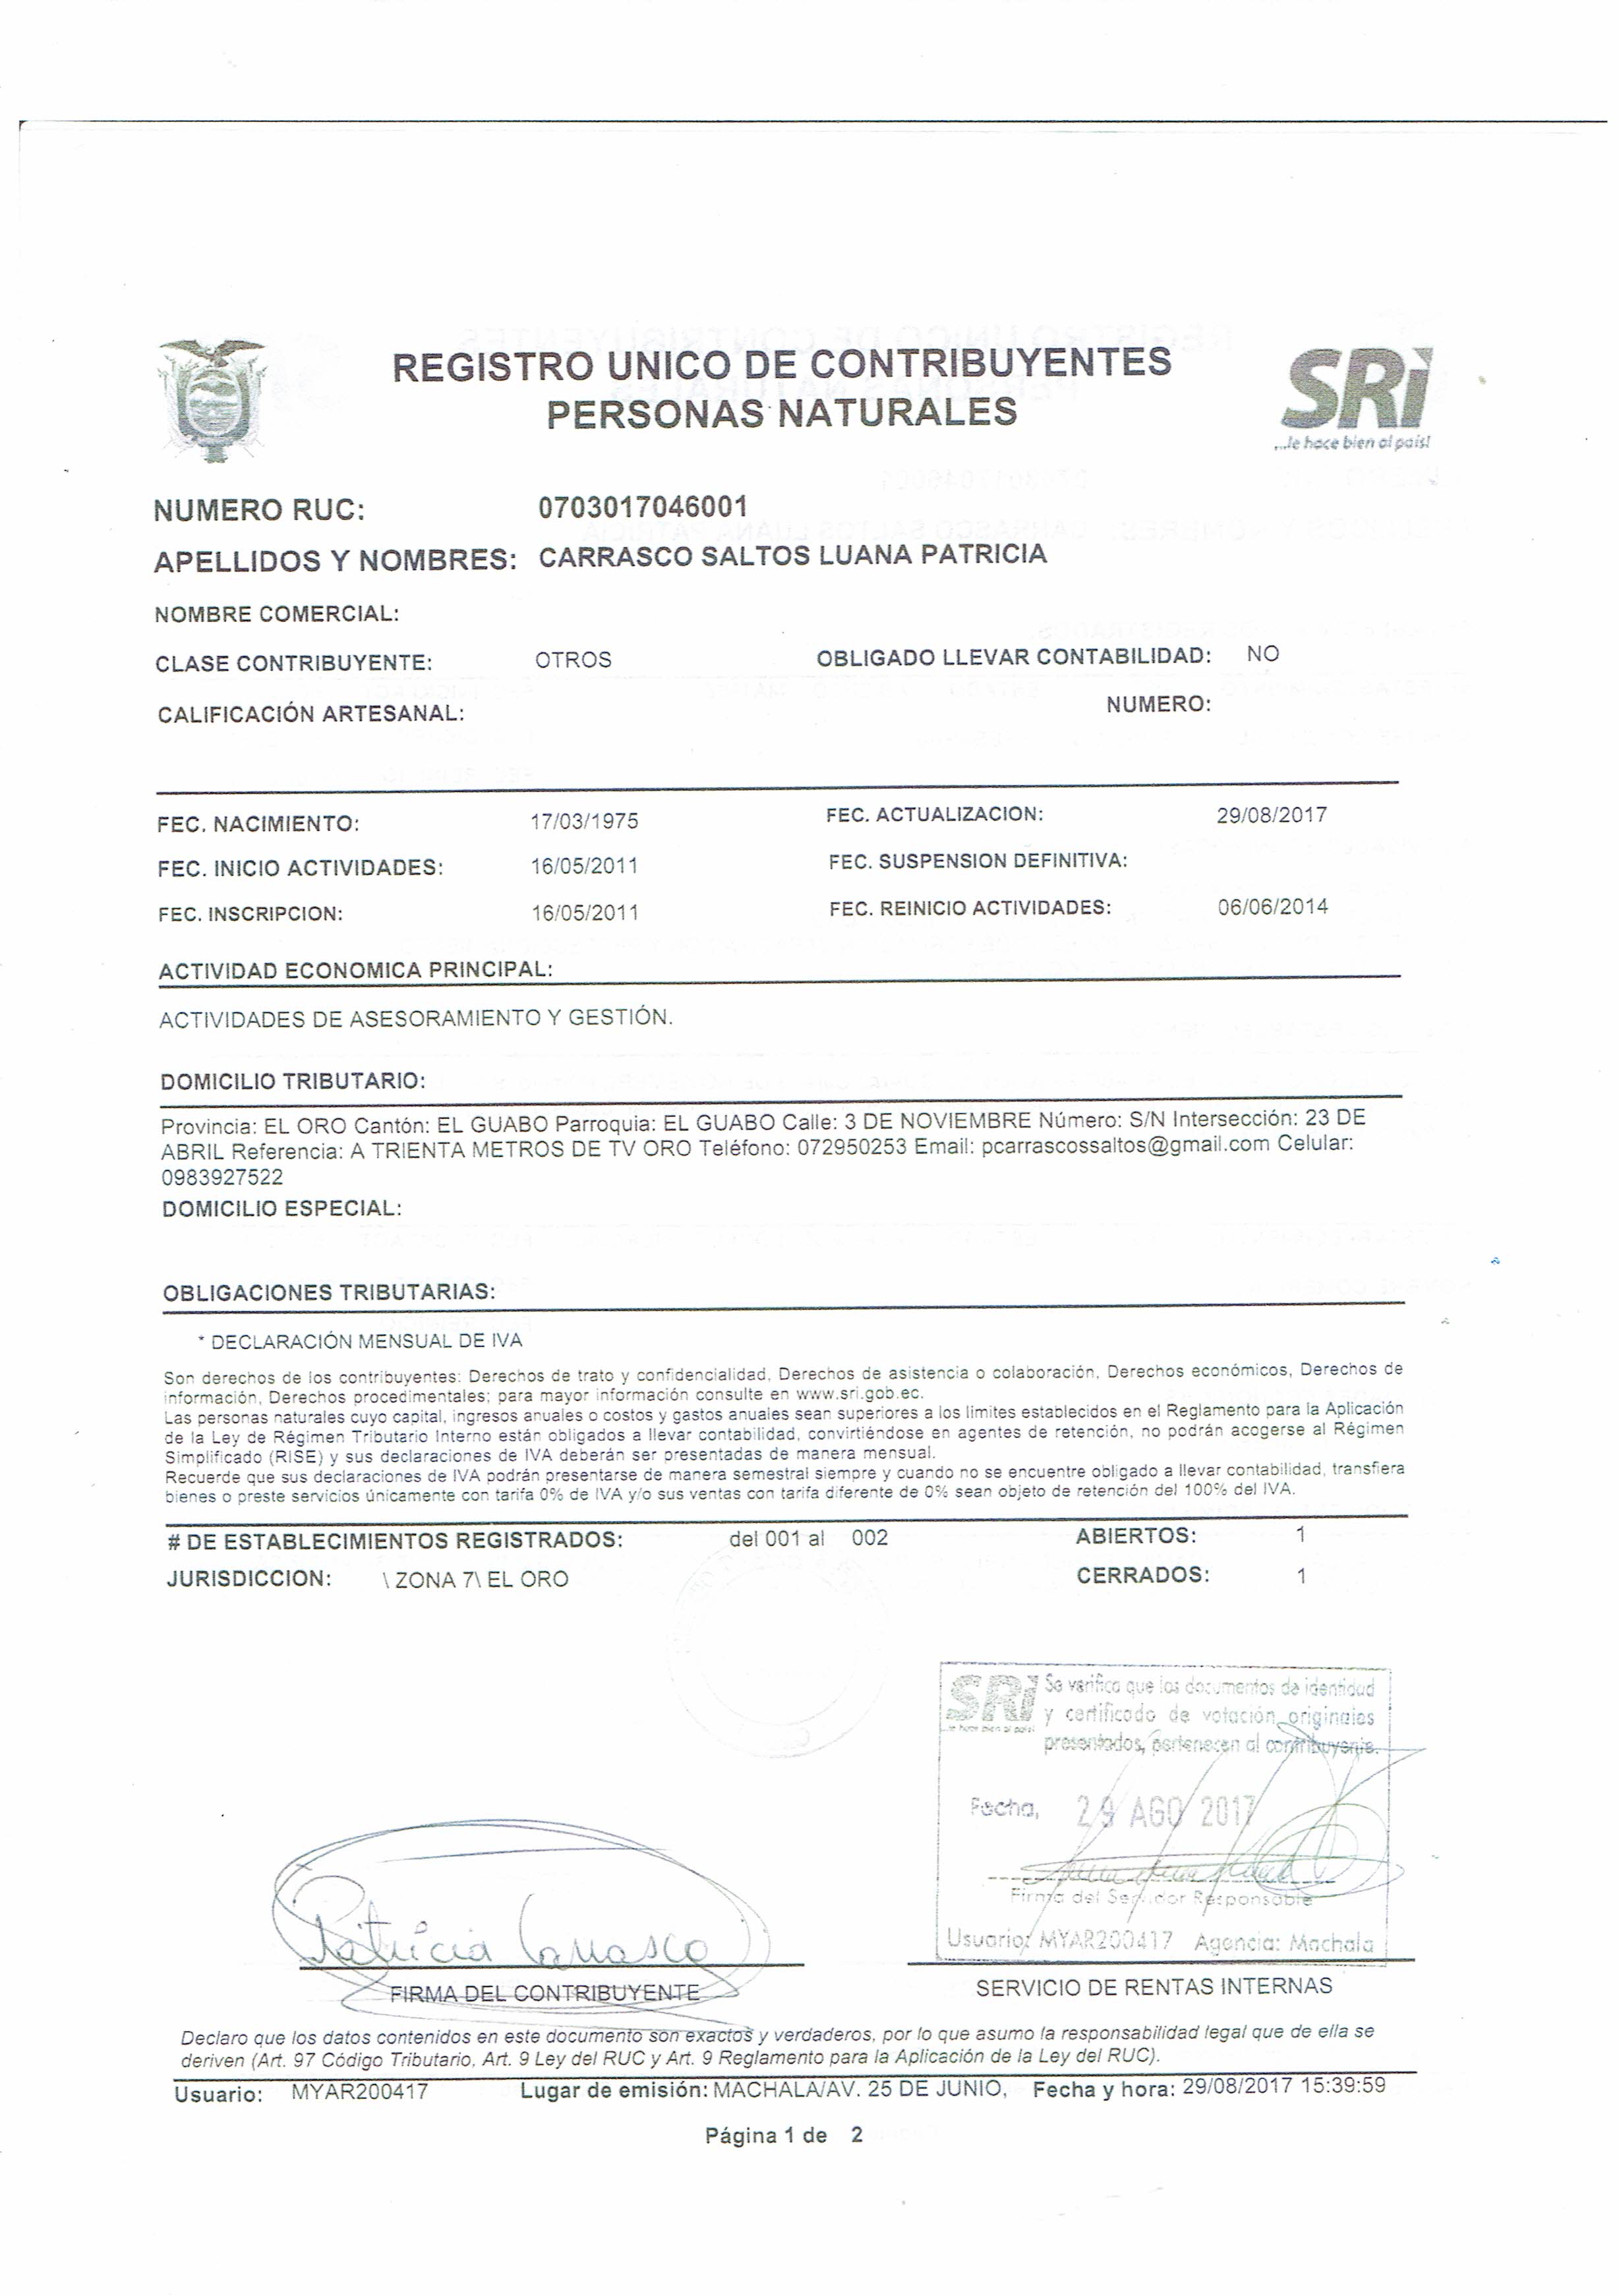 REGISTRO UNICO DE CONTRIBUYENTES
PERSONAS NATURALES
SRi
...le hace bien al país!
NUMERO RUC: 0703017046001
APELLIDOS Y NOMBRES: CARRASCO SALTOS LUANA PATRICIA
NOMBRE COMERCIAL:
CLASE CONTRIBUYENTE: OTROS OBLIGADO LLEVAR CONTABILIDAD: NO
CALIFICACIÓN ARTESANAL: NUMERO:
FEC. NACIMIENTO: 17/03/1975 FEC. ACTUALIZACION: 29/08/2017
FEC. INICIO ACTIVIDADES: 16/05/2011 FEC. SUSPENSION DEFINITIVA:
FEC. INSCRIPCION: 16/05/2011 FEC. REINICIO ACTIVIDADES: 06/06/2014
ACTIVIDAD ECONOMICA PRINCIPAL:
ACTIVIDADES DE ASESORAMIENTO Y GESTIÓN.
DOMICILIO TRIBUTARIO:
Provincia: EL ORO Cantón: EL GUABO Parroquia: EL GUABO Calle: 3 DE NOVIEMBRE Número: S/N Intersección: 23 DE
ABRIL Referencia: A TRIENTA METROS DE TV ORO Teléfono: 072950253 Email: pcarrascossaltos@gmail.com Celular:
0983927522
DOMICILIO ESPECIAL:
OBLIGACIONES TRIBUTARIAS:
* DECLARACIÓN MENSUAL DE IVA
Son derechos de los contribuyentes: Derechos de trato y confidencialidad, Derechos de asistencia o colaboración, Derechos económicos, Derechos de
información, Derechos procedimentales; para mayor información consulte en www.sri.gob.ec.
Las personas naturales cuyo capital, ingresos anuales o costos y gastos anuales sean superiores a los limites establecidos en el Reglamento para la Aplicación
de la Ley de Régimen Tributario Interno están obligados a llevar contabilidad, convirtiéndose en agentes de retención, no podrán acogerse al Régimen
Simplificado (RISE) y sus declaraciones de IVA deberán ser presentadas de manera mensual.
Recuerde que sus declaraciones de IVA podrán presentarse de manera semestral siempre y cuando no se encuentre obligado a llevar contabilidad, transfiera
bienes o preste servicios únicamente con tarifa 0% de IVA y/o sus ventas con tarifa diferente de 0% sean objeto de retención del 100% del IVA.
# DE ESTABLECIMIENTOS REGISTRADOS: del 001 al 002 ABIERTOS: 1
JURISDICCION: \ ZONA 7\ EL ORO CERRADOS: 1
SRi Se verifica que los documentos de identidad
...le hace bien al país! y certificado de votación originales
presentados, pertenecen al contribuyente.
Fecha, 29 AGO 2017
Firma del Servidor Responsable
Usuario: MYAR200417 Agencia: Machala
Patricia Carrasco
FIRMA DEL CONTRIBUYENTE SERVICIO DE RENTAS INTERNAS
Declaro que los datos contenidos en este documento son exactos y verdaderos, por lo que asumo la responsabilidad legal que de ella se
deriven (Art. 97 Código Tributario, Art. 9 Ley del RUC y Art. 9 Reglamento para la Aplicación de la Ley del RUC).
Usuario: MYAR200417 Lugar de emisión: MACHALA/AV. 25 DE JUNIO, Fecha y hora: 29/08/2017 15:39:59
Página 1 de 2